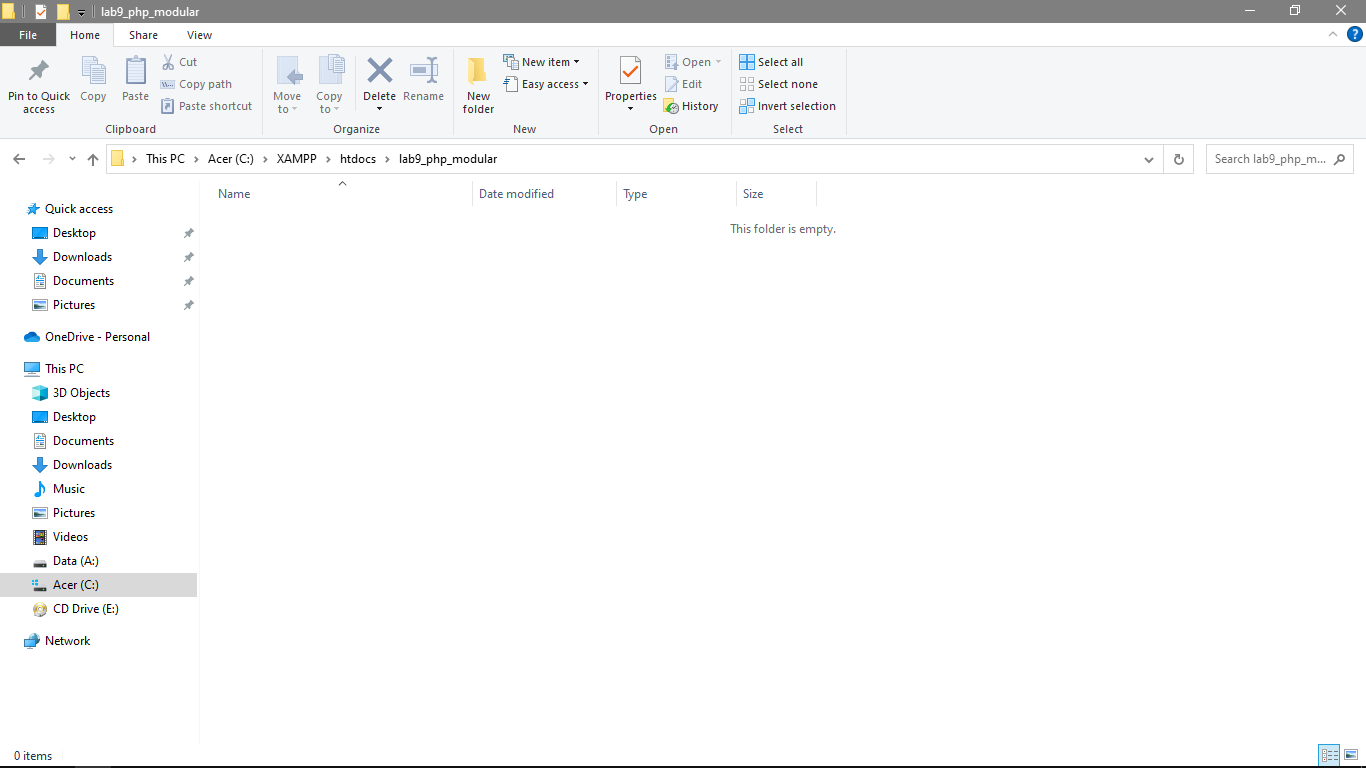 lab9_php_modular
File Home Share View
Pin to Quick access
Copy
Paste
Cut
Copy path
Paste shortcut
Clipboard
Move to
Copy to
Delete
Rename
Organize
New folder
New item
Easy access
New
Properties
Open
Edit
History
Open
Select all
Select none
Invert selection
Select
This PC Acer (C:) XAMPP htdocs lab9_php_modular
Search lab9_php_m...
Name Date modified Type Size
This folder is empty.
Quick access
Desktop
Downloads
Documents
Pictures
OneDrive - Personal
This PC
3D Objects
Desktop
Documents
Downloads
Music
Pictures
Videos
Data (A:)
Acer (C:)
CD Drive (E:)
Network
0 items